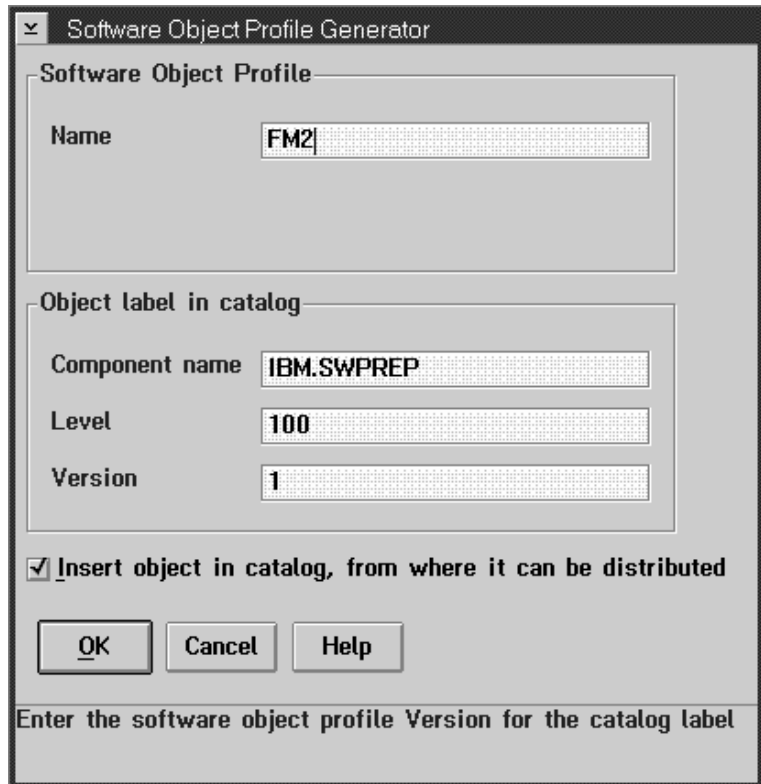 Software Object Profile Generator
Software Object Profile
Name FM2
Object label in catalog
Component name IBM.SWPREP
Level 100
Version 1
Insert object in catalog, from where it can be distributed
OK Cancel Help
Enter the software object profile Version for the catalog label